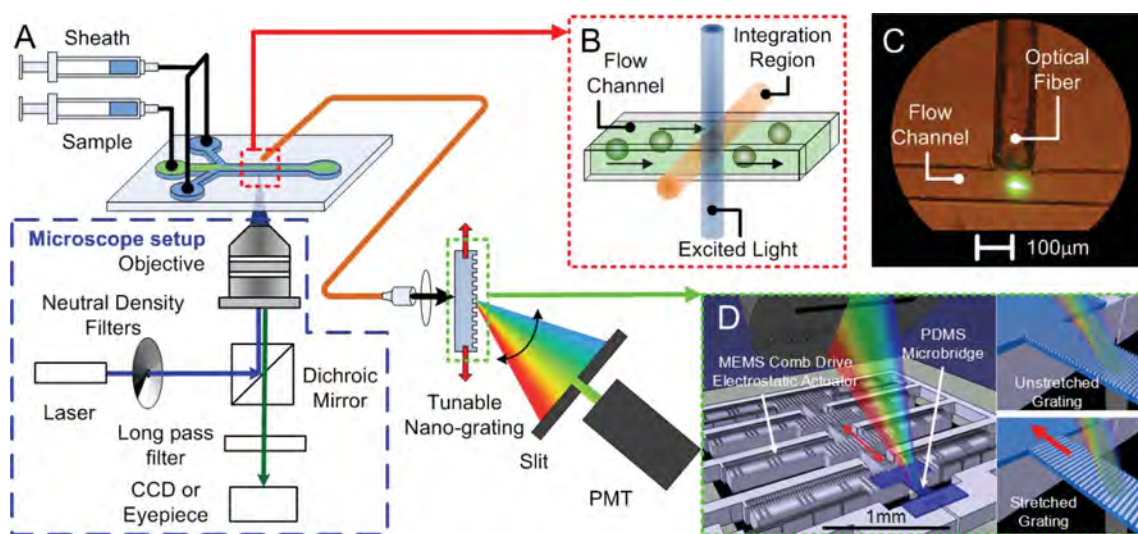 A
Sheath
Sample
Microscope setup
Objective
Neutral Density
Filters
Laser
Dichroic
Mirror
Long pass
filter
CCD or
Eyepiece
Tunable
Nano-grating
Slit
PMT
B
Flow
Channel
Integration
Region
Excited Light
C
Optical
Fiber
Flow
Channel
100μm
D
MEMS Comb Drive
Electrostatic Actuator
PDMS
Microbridge
1mm
Unstretched
Grating
Stretched
Grating